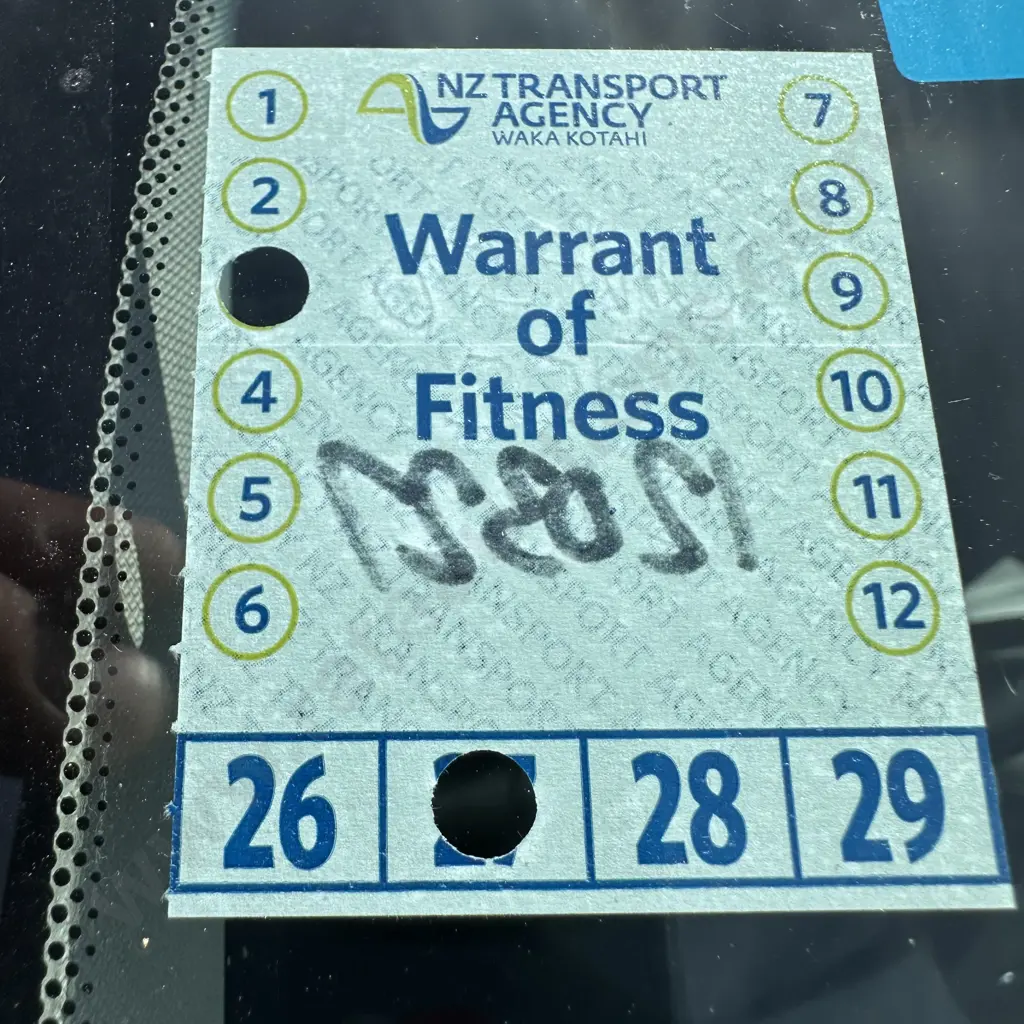 NZ TRANSPORT
AGENCY
WAKA KOTAHI
1
2
4
5
6
7
8
9
10
11
12
Warrant
of
Fitness
26
28
29